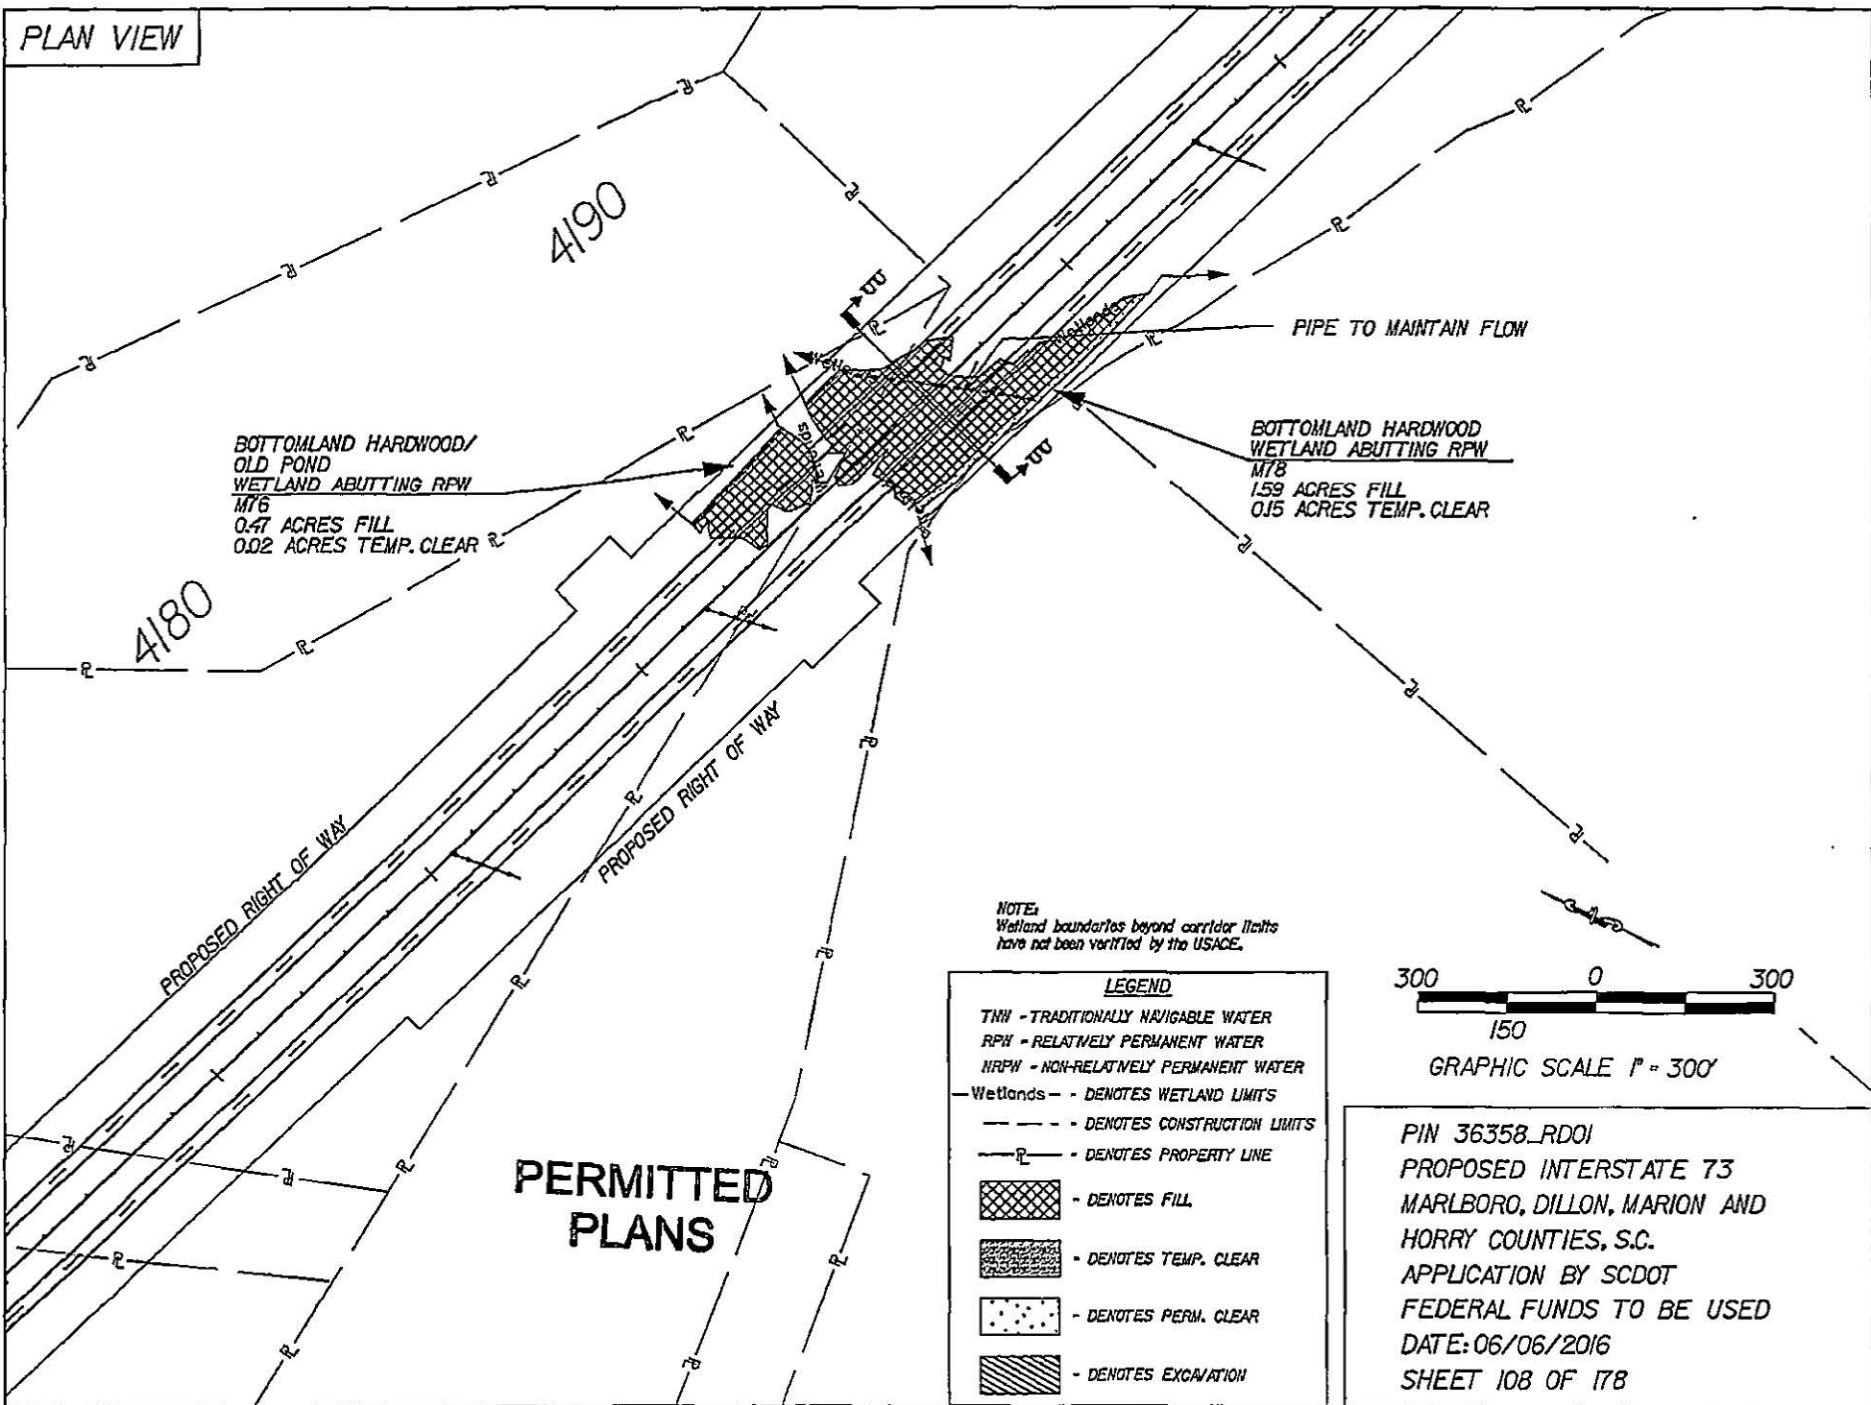 PLAN VIEW
4190
UU
Wetlands
PIPE TO MAINTAIN FLOW
BOTTOMLAND HARDWOOD/
OLD POND
WETLAND ABUTTING RPW
M76
0.47 ACRES FILL
0.02 ACRES TEMP. CLEAR
Wetlands
UU
BOTTOMLAND HARDWOOD
WETLAND ABUTTING RPW
M78
1.59 ACRES FILL
0.15 ACRES TEMP. CLEAR
4180
PROPOSED RIGHT OF WAY
PROPOSED RIGHT OF WAY
NOTE:
Wetland boundaries beyond corridor limits
have not been verified by the USACE.
LEGEND
TNW - TRADITIONALLY NAVIGABLE WATER
RPW - RELATIVELY PERMANENT WATER
NRPW - NON-RELATIVELY PERMANENT WATER
Wetlands - DENOTES WETLAND LIMITS
- DENOTES CONSTRUCTION LIMITS
PL - DENOTES PROPERTY LINE
- DENOTES FILL
- DENOTES TEMP. CLEAR
- DENOTES PERM. CLEAR
- DENOTES EXCAVATION
300 0 300
150
GRAPHIC SCALE 1" = 300'
PERMITTED
PLANS
PIN 36358_RD01
PROPOSED INTERSTATE 73
MARLBORO, DILLON, MARION AND
HORRY COUNTIES, S.C.
APPLICATION BY SCDOT
FEDERAL FUNDS TO BE USED
DATE: 06/06/2016
SHEET 108 OF 178